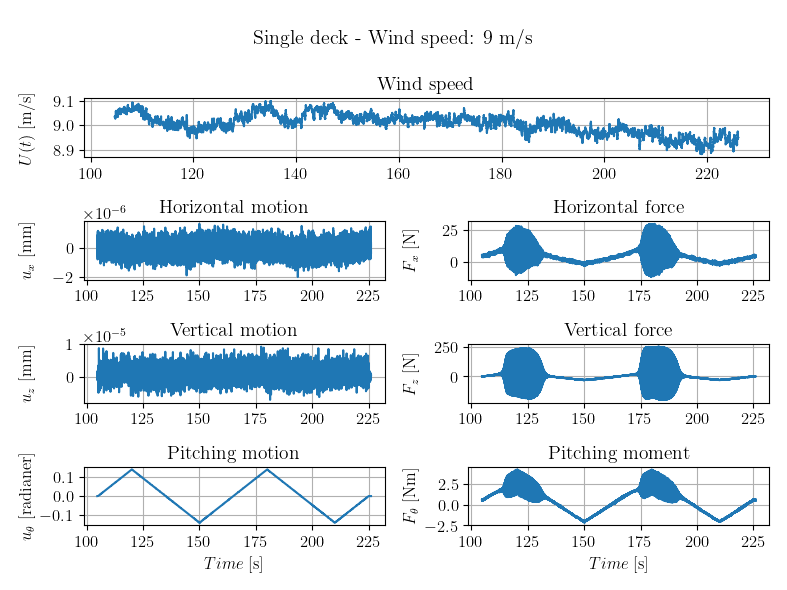 Single deck - Wind speed: 9 m/s
Wind speed
U(t) [m/s]
9.1
9.0
8.9
100 120 140 160 180 200 220
Horizontal motion
×10⁻⁶
u_x [mm]
0
−2
100 125 150 175 200 225
Horizontal force
F_x [N]
25
0
100 125 150 175 200 225
Vertical motion
×10⁻⁵
u_z [mm]
1
0
100 125 150 175 200 225
Vertical force
F_z [N]
250
0
100 125 150 175 200 225
Pitching motion
u_θ [radianer]
0.1
0.0
−0.1
100 125 150 175 200 225
Time [s]
Pitching moment
F_θ [Nm]
2.5
0.0
−2.5
100 125 150 175 200 225
Time [s]